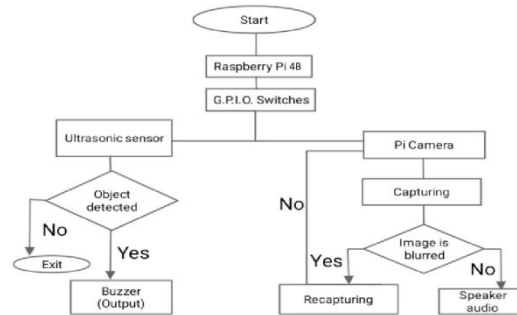 Start
Raspberry Pi 4B
G.P.I.O. Switches
Ultrasonic sensor
Pi Camera
Object
detected
Capturing
No
No
Yes
Exit
Image is
blurred
Yes
No
Buzzer
(Output)
Recapturing
Speaker
audio